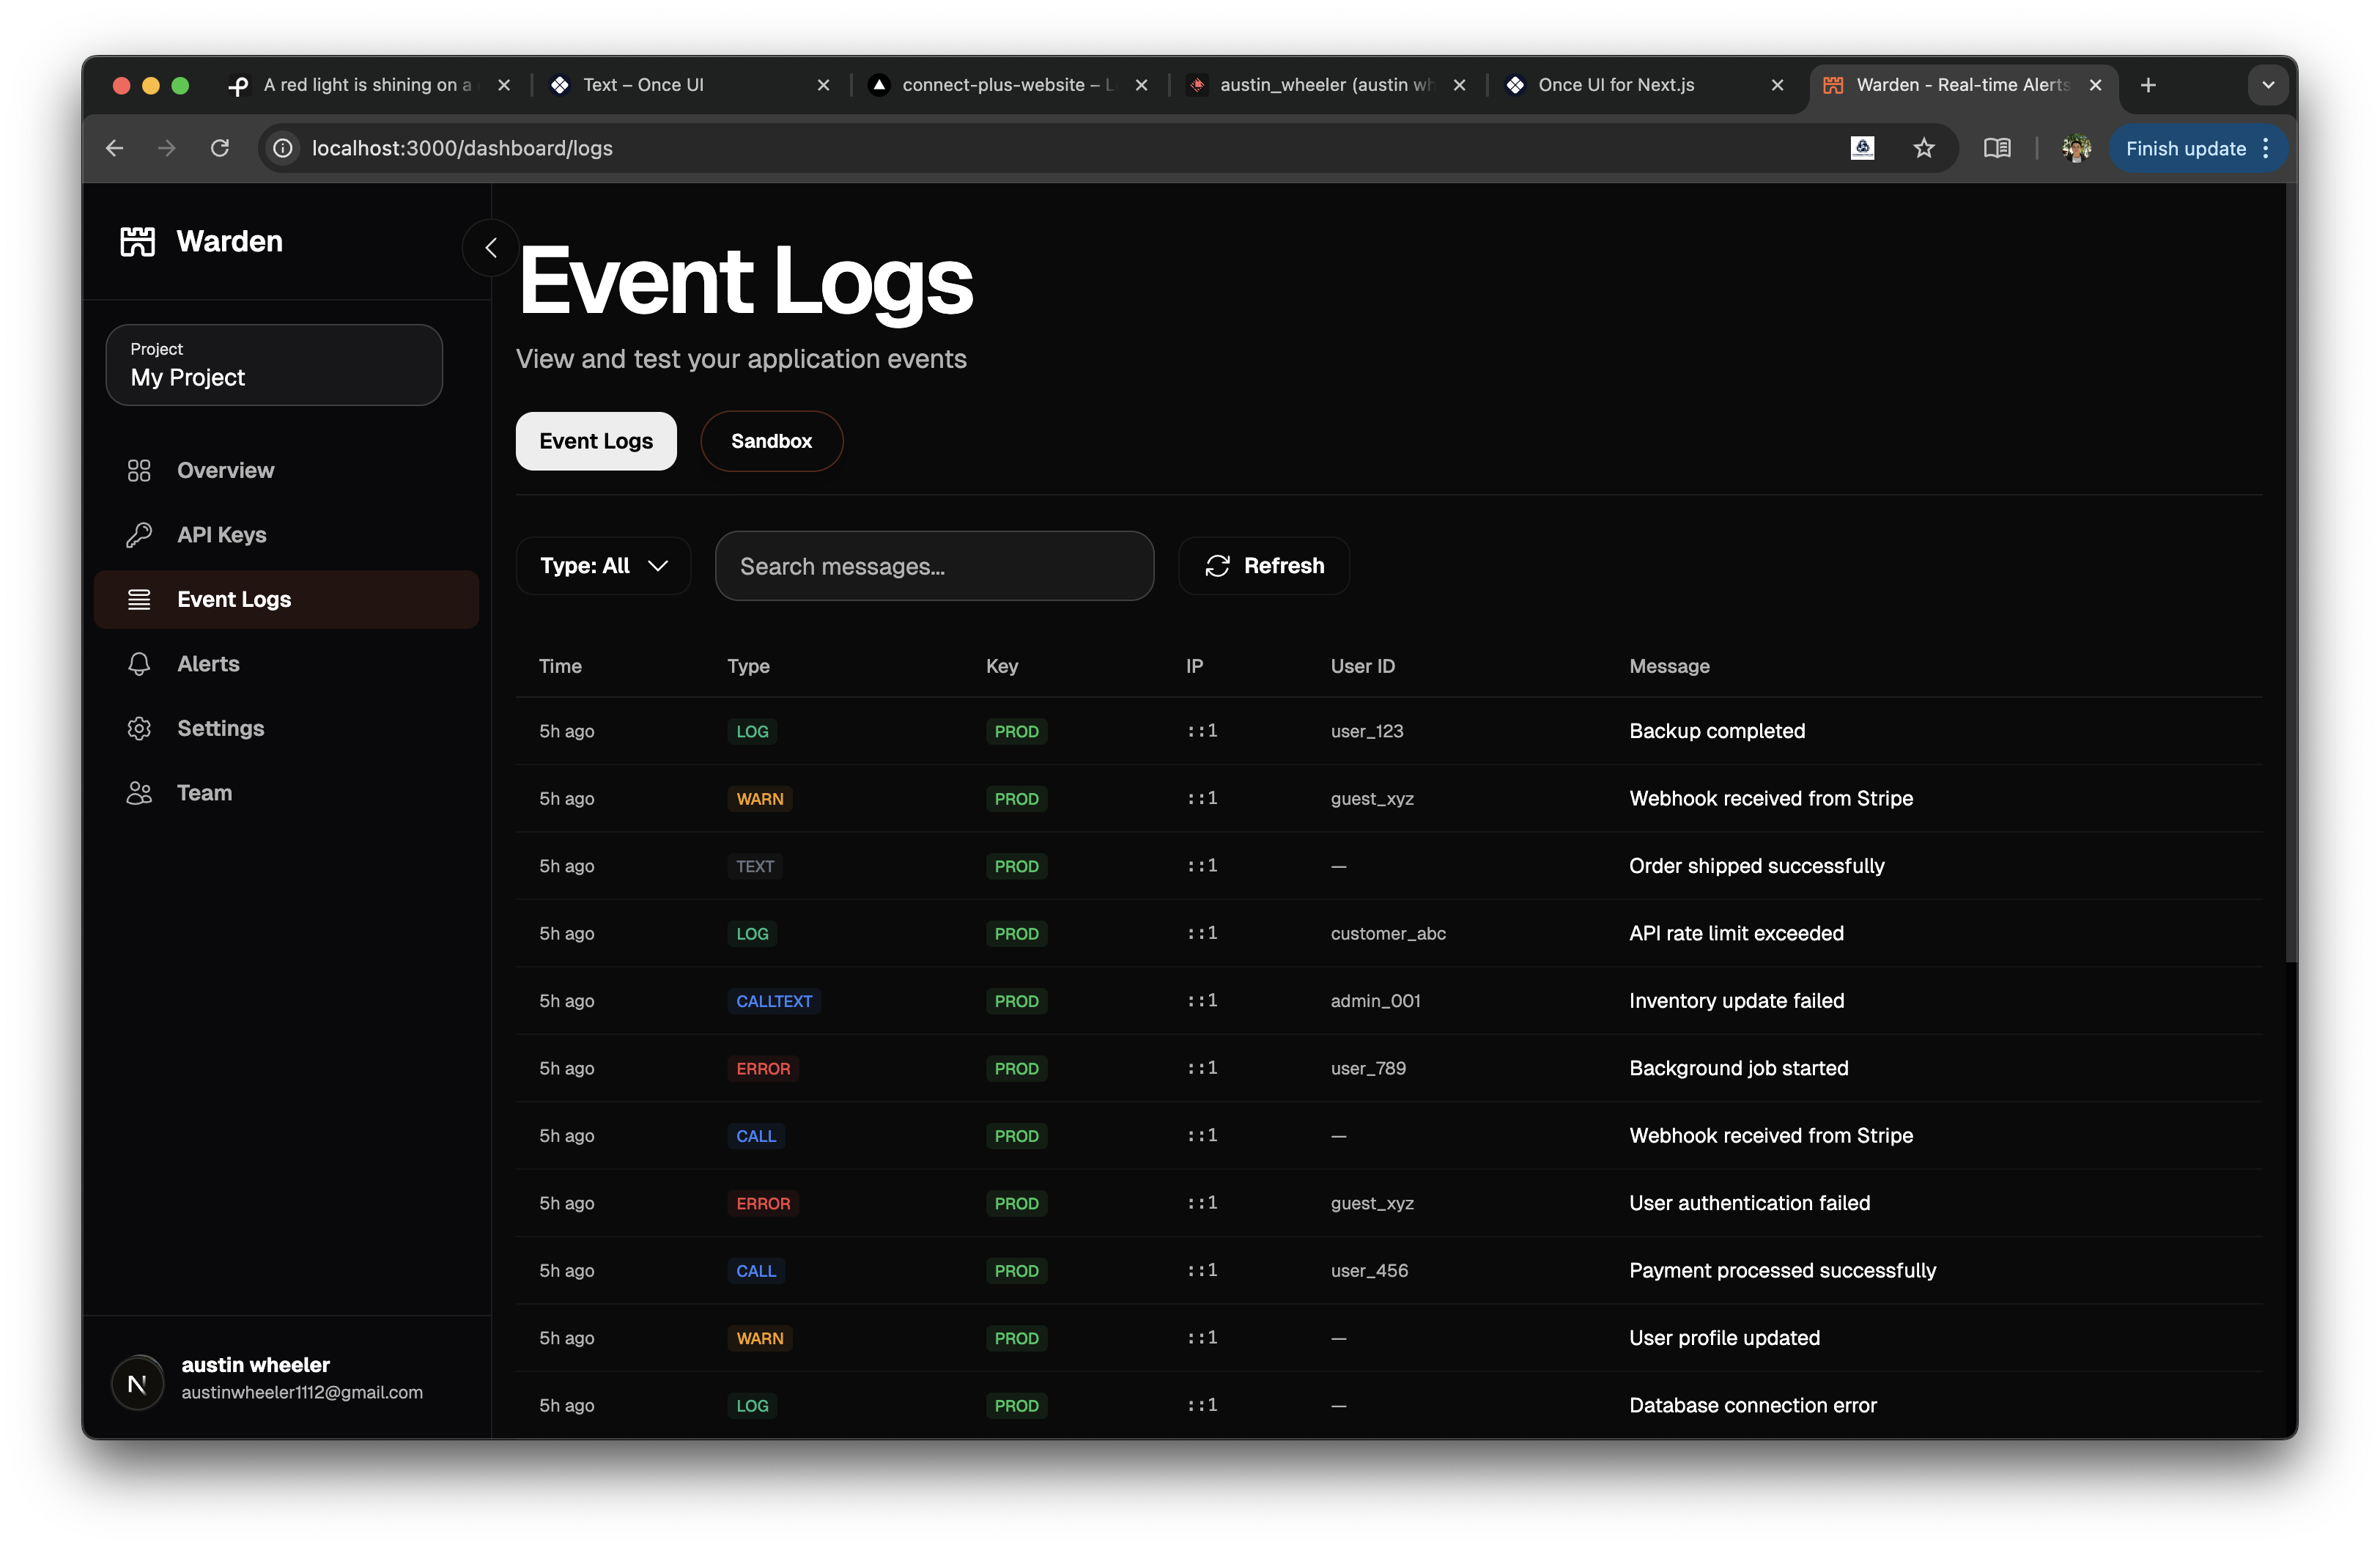 A red light is shining on a
Text – Once UI
connect-plus-website – L
austin_wheeler (austin wh
Once UI for Next.js
Warden - Real-time Alerts
localhost:3000/dashboard/logs
Finish update
Warden
Project
My Project
Overview
API Keys
Event Logs
Alerts
Settings
Team
N
austin wheeler
austinwheeler1112@gmail.com
Event Logs
View and test your application events
Event Logs
Sandbox
Type: All
Search messages...
Refresh
Time Type Key IP User ID Message
5h ago LOG PROD ::1 user_123 Backup completed
5h ago WARN PROD ::1 guest_xyz Webhook received from Stripe
5h ago TEXT PROD ::1 — Order shipped successfully
5h ago LOG PROD ::1 customer_abc API rate limit exceeded
5h ago CALLTEXT PROD ::1 admin_001 Inventory update failed
5h ago ERROR PROD ::1 user_789 Background job started
5h ago CALL PROD ::1 — Webhook received from Stripe
5h ago ERROR PROD ::1 guest_xyz User authentication failed
5h ago CALL PROD ::1 user_456 Payment processed successfully
5h ago WARN PROD ::1 — User profile updated
5h ago LOG PROD ::1 — Database connection error